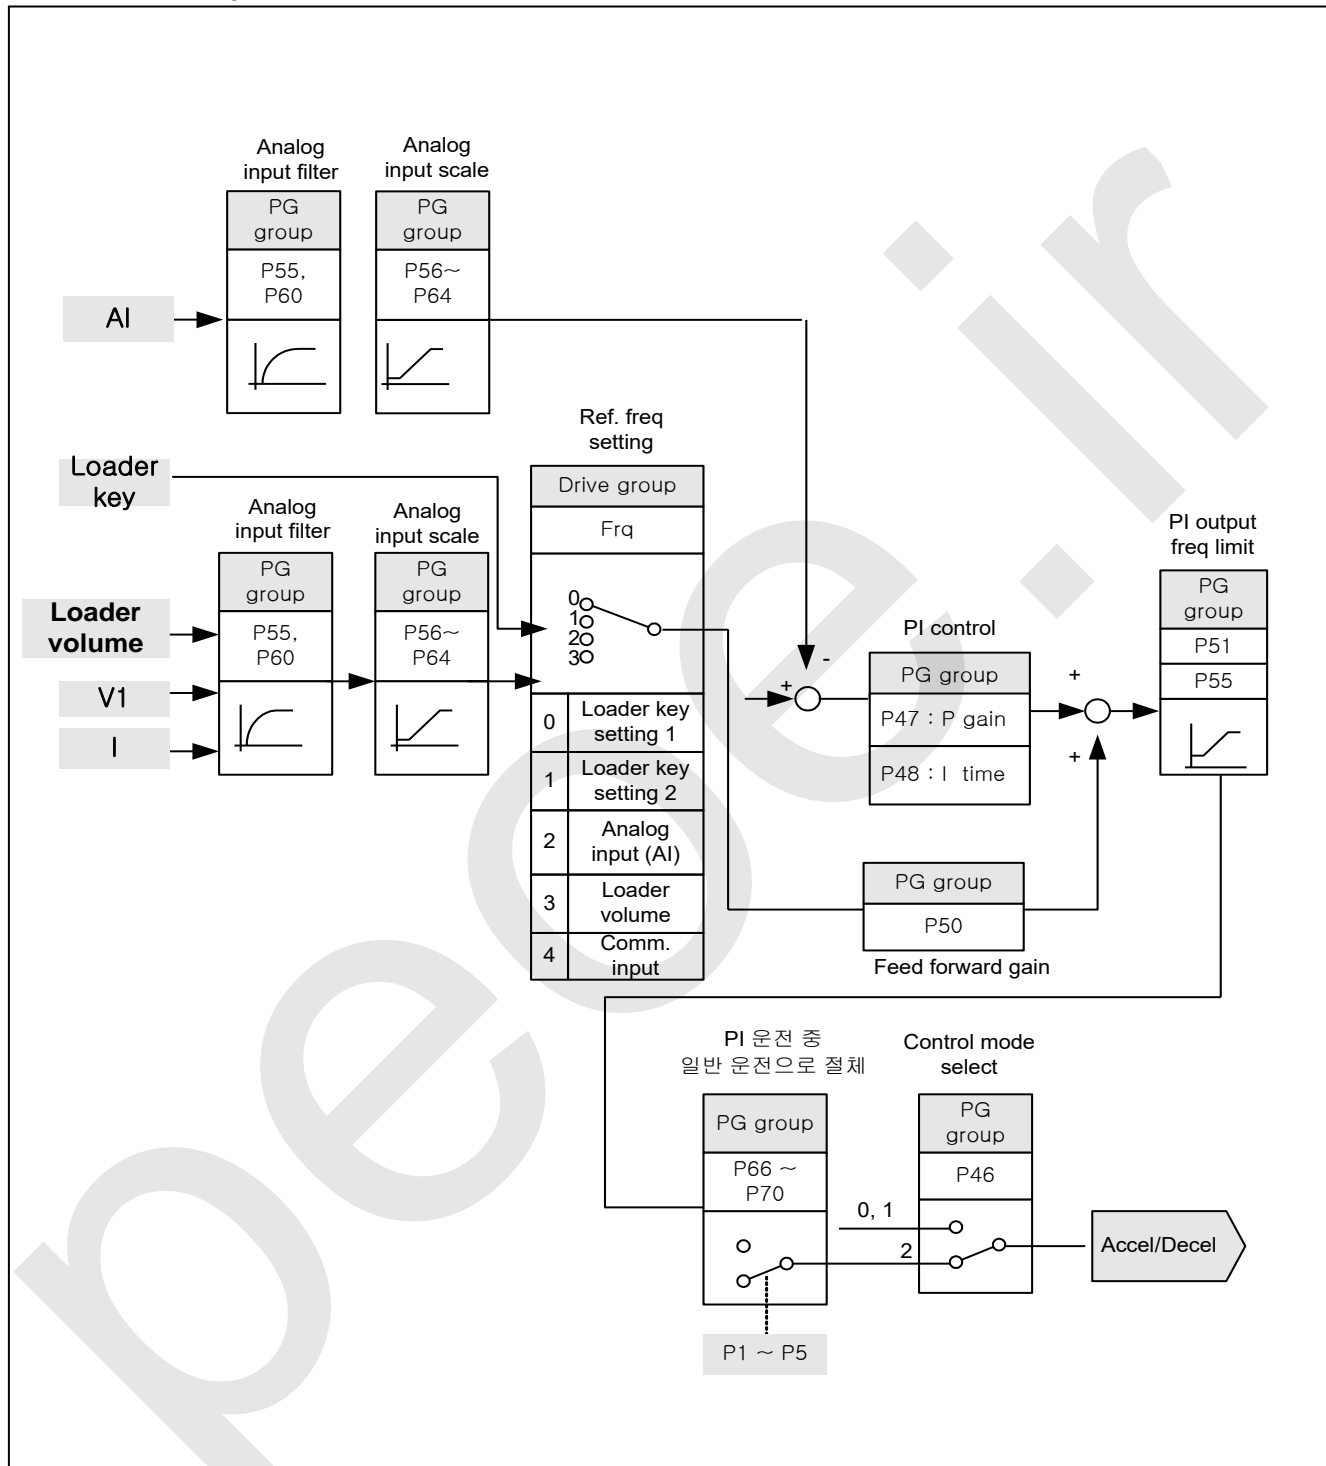 Analog
input filter
Analog
input scale
PG
group
P55,
P60
PG
group
P56~
P64
AI
Ref. freq
setting
Loader
key
Drive group
Frq
0
1
2
3
Analog
input filter
Analog
input scale
PG
group
P55,
P60
PG
group
P56~
P64
Loader
volume
V1
I
0
Loader key
setting 1
1
Loader key
setting 2
2
Analog
input (AI)
3
Loader
volume
4
Comm.
input
-
+
PI control
PG group
P47 : P gain
P48 : I time
+
+
PI output
freq limit
PG
group
P51
P55
PG group
P50
Feed forward gain
PI 운전 중
일반 운전으로 절체
Control mode
select
PG group
P66 ~
P70
PG
group
P46
0, 1
2
Accel/Decel
P1 ~ P5
pege.ir